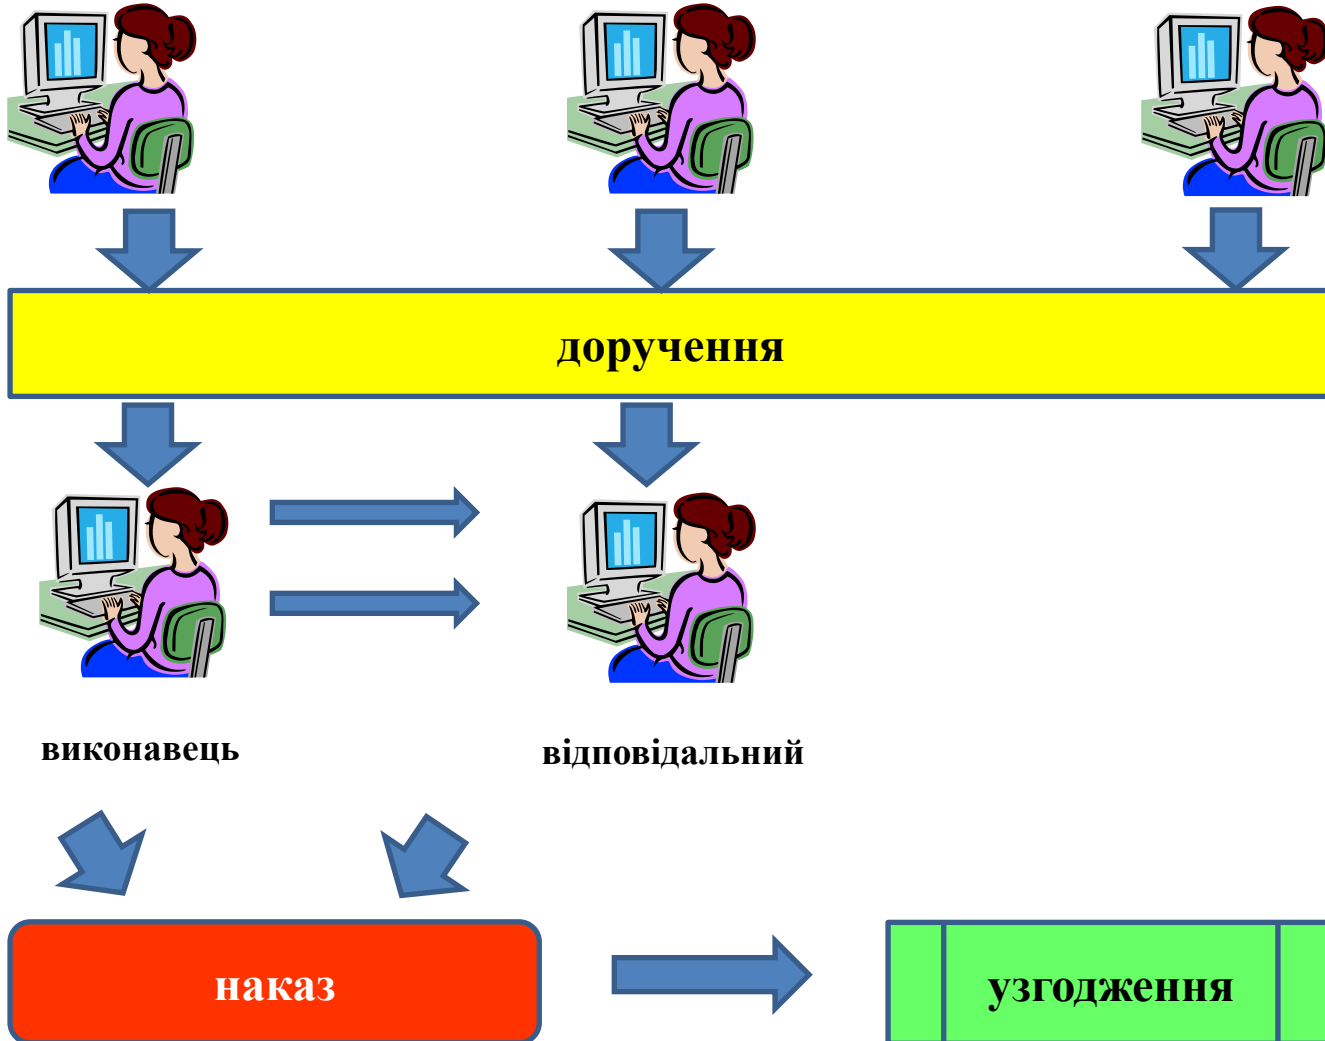 доручення
виконавець
відповідальний
наказ
узгодження